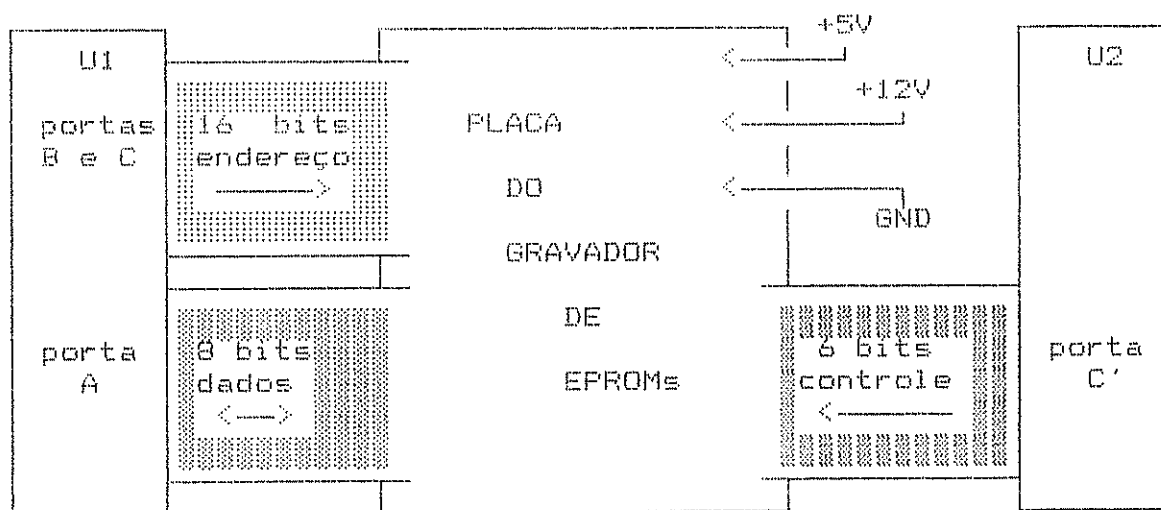 U1
portas
B e C
16 bits
endereço
porta
A
8 bits
dados
PLACA
DO
GRAVADOR
DE
EPROMs
+5V
+12V
GND
6 bits
controle
U2
porta
C'